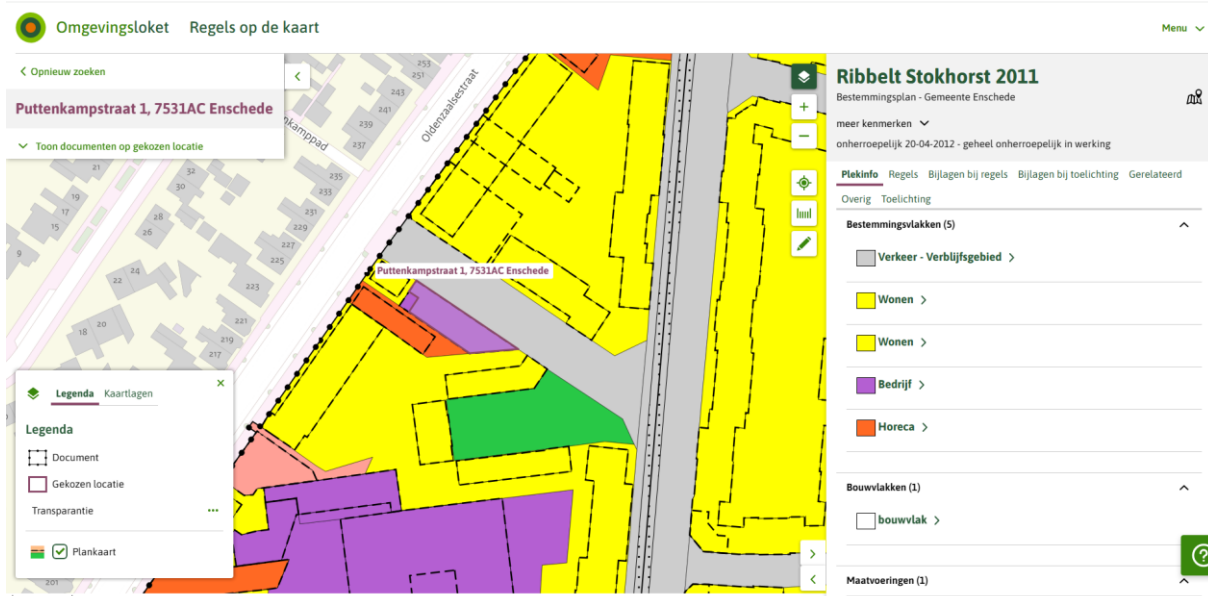 Omgevingsloket Regels op de kaart
Menu
Opnieuw zoeken
Puttenkampstraat 1, 7531AC Enschede
Toon documenten op gekozen locatie
Oldenzaalsestraat
253
251
243
241
239
237
235
233
231
229
227
225
223
221
219
217
21
19
17
15
9
32
30
28
26
24
22
20
18
201
Puttenkampstraat 1, 7531AC Enschede
Legenda Kaartlagen
Legenda
Document
Gekozen locatie
Transparantie
Plankaart
Ribbelt Stokhorst 2011
Bestemmingsplan - Gemeente Enschede
meer kenmerken
onherroepelijk 20-04-2012 - geheel onherroepelijk in werking
Plekinfo Regels Bijlagen bij regels Bijlagen bij toelichting Gerelateerd
Overig Toelichting
Bestemmingsvlakken (5)
Verkeer - Verblijfsgebied
Wonen
Wonen
Bedrijf
Horeca
Bouwvlakken (1)
bouwvlak
Maatvoeringen (1)